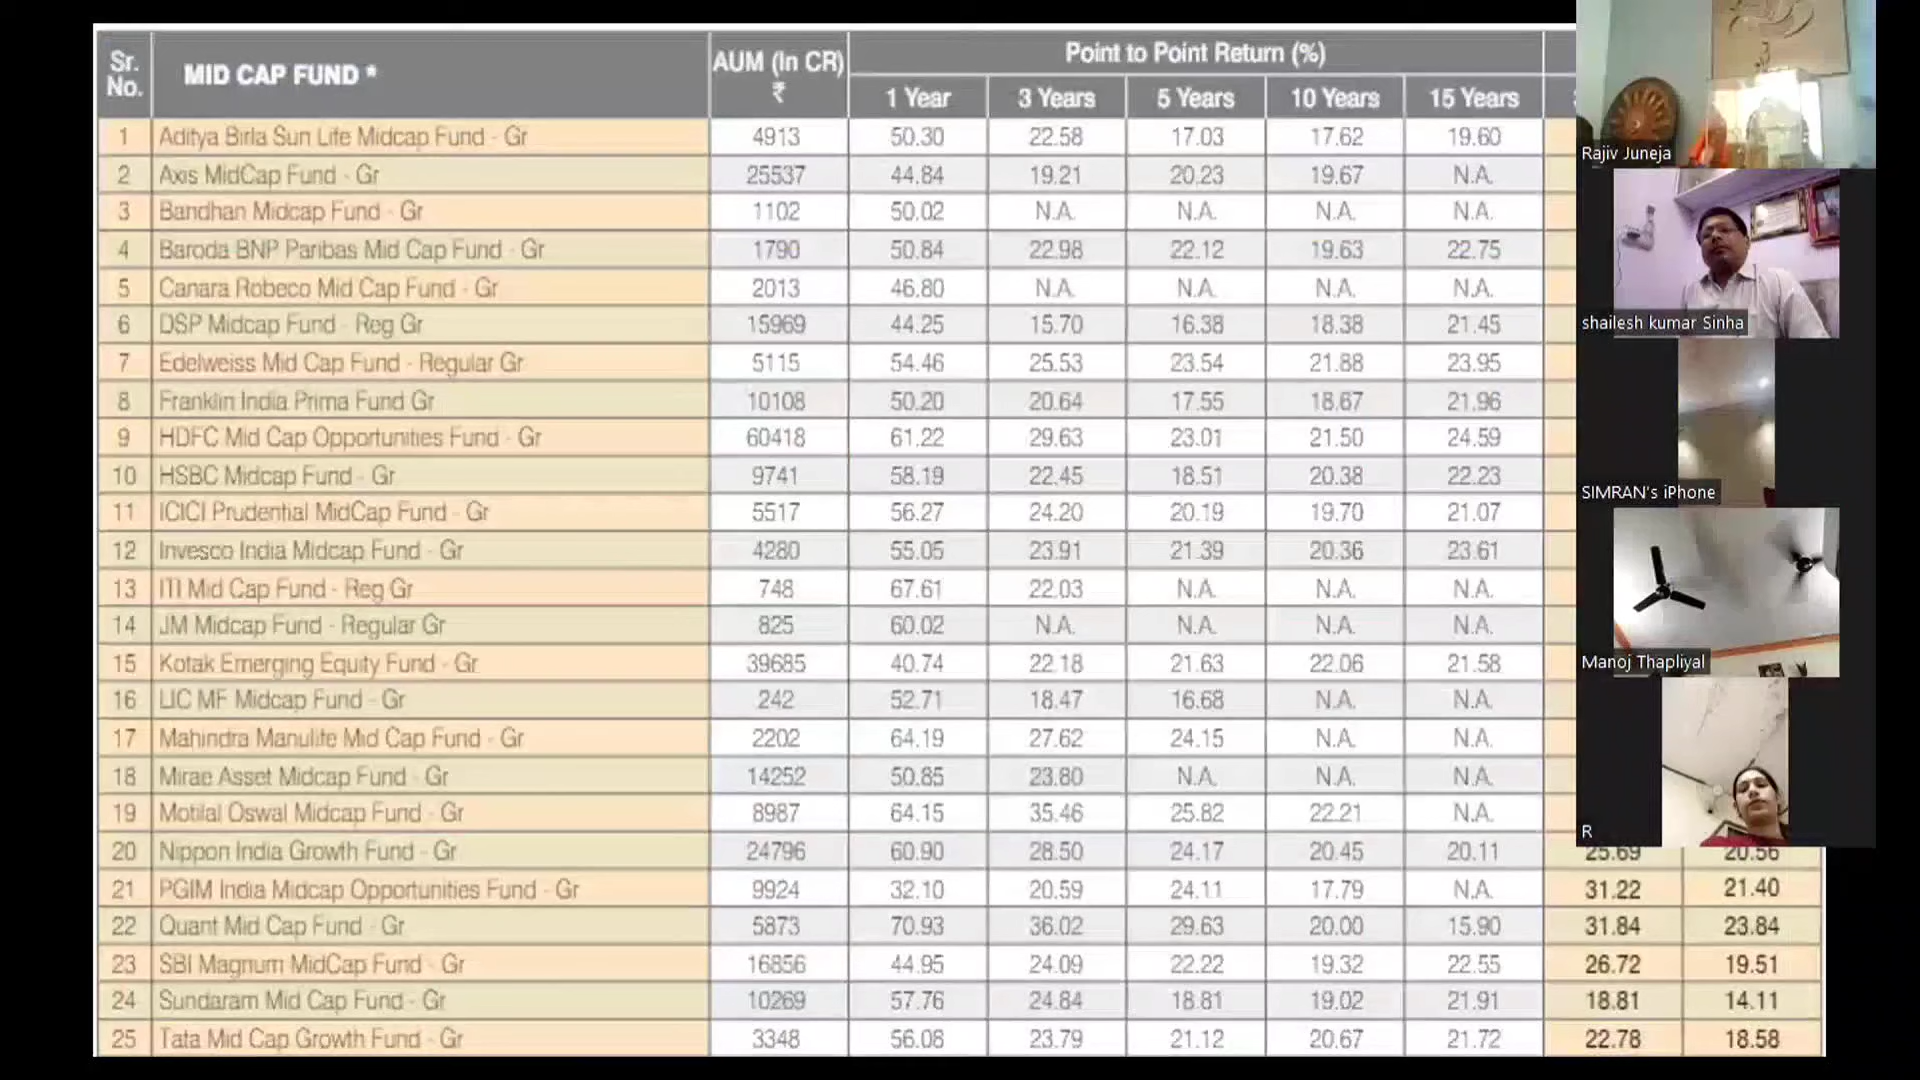 Sr. No. MID CAP FUND * AUM (In CR) ₹ Point to Point Return (%)
1 Year 3 Years 5 Years 10 Years 15 Years
1 Aditya Birla Sun Life Midcap Fund - Gr 4913 50.30 22.58 17.03 17.62 19.60
2 Axis MidCap Fund - Gr 25537 44.84 19.21 20.23 19.67 N.A.
3 Bandhan Midcap Fund - Gr 1102 50.02 N.A. N.A. N.A. N.A.
4 Baroda BNP Paribas Mid Cap Fund - Gr 1790 50.84 22.98 22.12 19.63 22.75
5 Canara Robeco Mid Cap Fund - Gr 2013 46.80 N.A. N.A. N.A. N.A.
6 DSP Midcap Fund - Reg Gr 15969 44.25 15.70 16.38 18.38 21.45
7 Edelweiss Mid Cap Fund - Regular Gr 5115 54.46 25.53 23.54 21.88 23.95
8 Franklin India Prima Fund Gr 10108 50.20 20.64 17.55 18.67 21.96
9 HDFC Mid Cap Opportunities Fund - Gr 60418 61.22 29.63 23.01 21.50 24.59
10 HSBC Midcap Fund - Gr 9741 58.19 22.45 18.51 20.38 22.23
11 ICICI Prudential MidCap Fund - Gr 5517 56.27 24.20 20.19 19.70 21.07
12 Invesco India Midcap Fund - Gr 4280 55.05 23.91 21.39 20.36 23.61
13 ITI Mid Cap Fund - Reg Gr 748 67.61 22.03 N.A. N.A. N.A.
14 JM Midcap Fund - Regular Gr 825 60.02 N.A. N.A. N.A. N.A.
15 Kotak Emerging Equity Fund - Gr 39685 40.74 22.18 21.63 22.06 21.58
16 LIC MF Midcap Fund - Gr 242 52.71 18.47 16.68 N.A. N.A.
17 Mahindra Manulife Mid Cap Fund - Gr 2202 64.19 27.62 24.15 N.A. N.A.
18 Mirae Asset Midcap Fund - Gr 14252 50.85 23.80 N.A. N.A. N.A.
19 Motilal Oswal Midcap Fund - Gr 8987 64.15 35.46 25.82 22.21 N.A.
20 Nippon India Growth Fund - Gr 24796 60.90 28.50 24.17 20.45 20.11 25.69 20.56
21 PGIM India Midcap Opportunities Fund - Gr 9924 32.10 20.59 24.11 17.79 N.A. 31.22 21.40
22 Quant Mid Cap Fund - Gr 5873 70.93 36.02 29.63 20.00 15.90 31.84 23.84
23 SBI Magnum MidCap Fund - Gr 16856 44.95 24.09 22.22 19.32 22.55 26.72 19.51
24 Sundaram Mid Cap Fund - Gr 10269 57.76 24.84 18.81 19.02 21.91 18.81 14.11
25 Tata Mid Cap Growth Fund - Gr 3348 56.08 23.79 21.12 20.67 21.72 22.78 18.58
Rajiv Juneja
shailesh kumar Sinha
SIMRAN's iPhone
Manoj Thapliyal
R